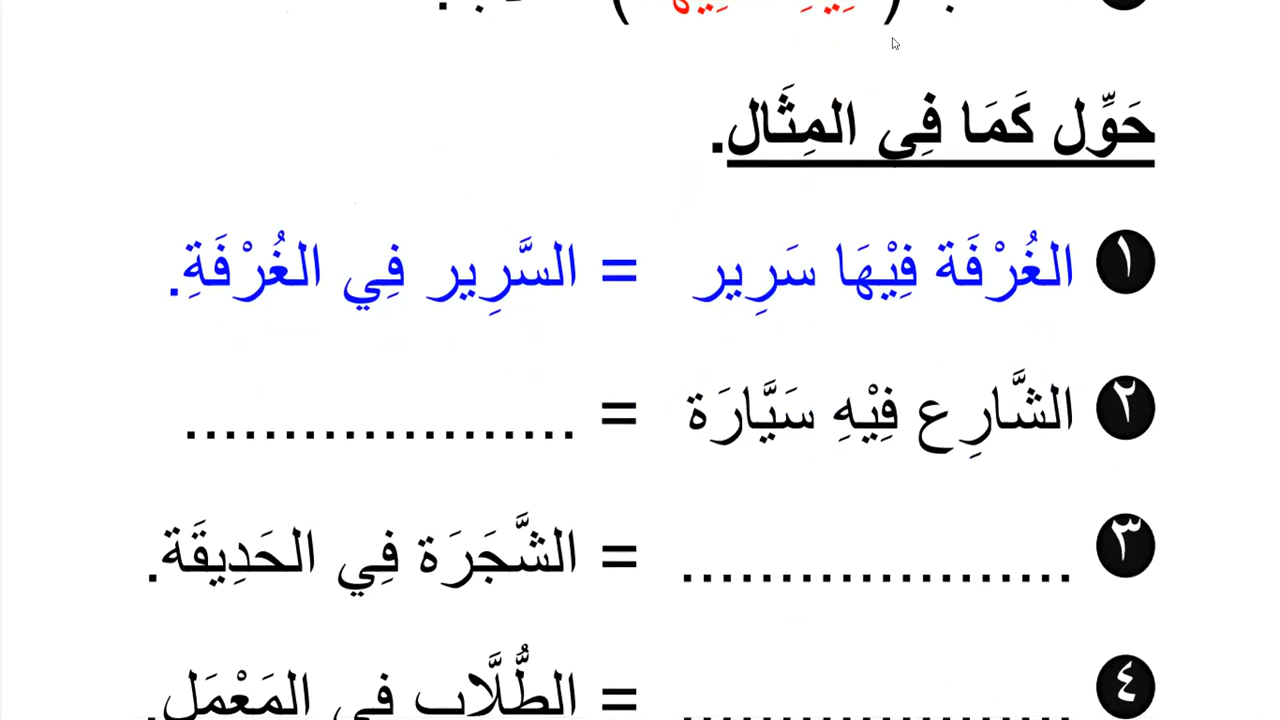 حَوِّل كَمَا فِي المِثَال.
١ الغُرْفَة فِيْهَا سَرِير = السَّرِير فِي الغُرْفَةِ.
٢ الشَّارِع فِيْهِ سَيَّارَة = ....................
٣ .................... = الشَّجَرَة فِي الحَدِيقَة.
٤ .................... = الطُّلَّاب في المَعْمَل.